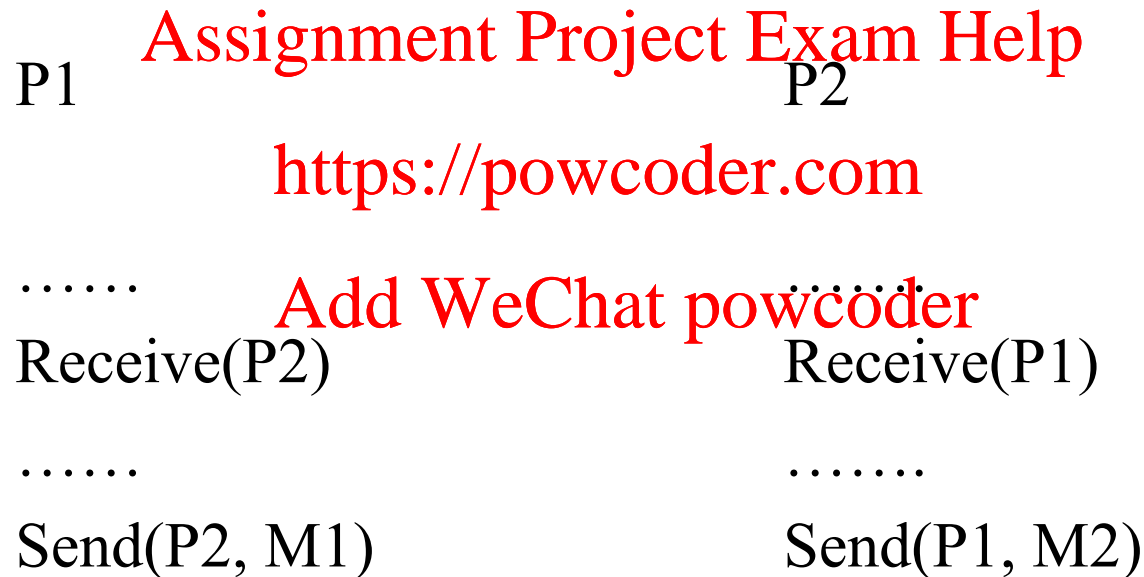 Assignment Project Exam Help
P1 P2
https://powcoder.com
…… …….
Add WeChat powcoder
Receive(P2) Receive(P1)
…… …….
Send(P2, M1) Send(P1, M2)